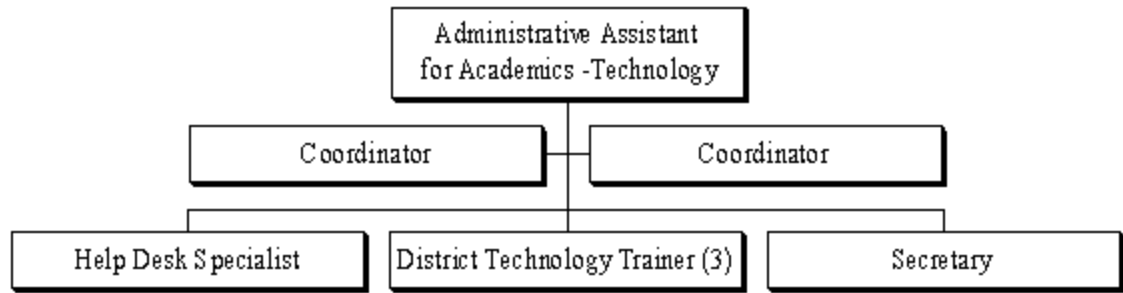 Administrative Assistant
for Academics -Technology
Coordinator
Coordinator
Help Desk Specialist
District Technology Trainer (3)
Secretary